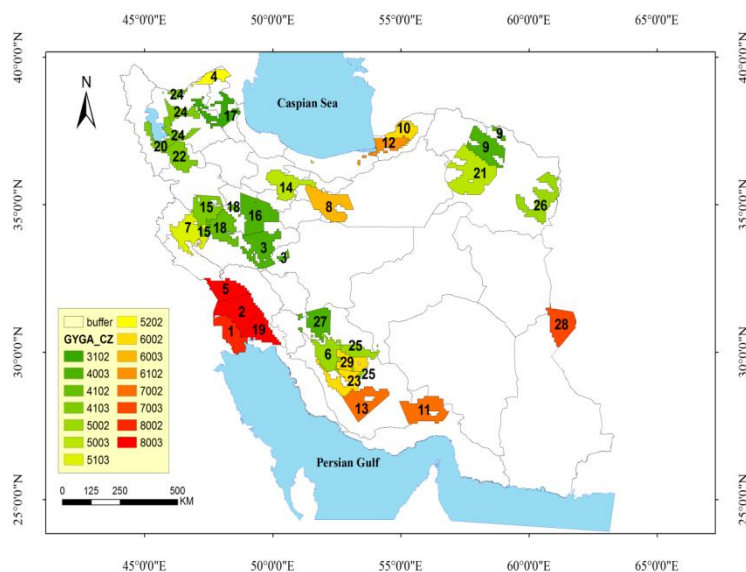 45°0'0"E 50°0'0"E 55°0'0"E 60°0'0"E 65°0'0"E
40°0'0"N 40°0'0"N
N
Caspian Sea
4
24
24
17
24
20
22
10
12
9
9
21
14
26
35°0'0"N 35°0'0"N
15 18 16 8
7 15 18
3 3
5
2
1 19
27
28
6 25
29
23 25
13 11
30°0'0"N 30°0'0"N
buffer
GYGA_CZ
3102
4003
4102
4103
5002
5003
5103
5202
6002
6003
6102
7002
7003
8002
8003
0 125 250 500
KM
Persian Gulf
25°0'0"N 25°0'0"N
45°0'0"E 50°0'0"E 55°0'0"E 60°0'0"E 65°0'0"E